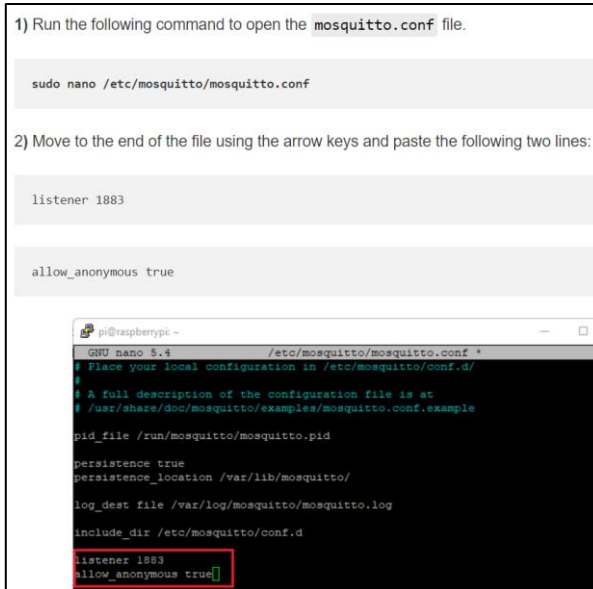 1) Run the following command to open the mosquitto.conf file.
sudo nano /etc/mosquitto/mosquitto.conf
2) Move to the end of the file using the arrow keys and paste the following two lines:
listener 1883
allow_anonymous true
pi@raspberrypi: ~
GNU nano 5.4 /etc/mosquitto/mosquitto.conf *
# Place your local configuration in /etc/mosquitto/conf.d/
#
# A full description of the configuration file is at
# /usr/share/doc/mosquitto/examples/mosquitto.conf.example
pid_file /run/mosquitto/mosquitto.pid
persistence true
persistence_location /var/lib/mosquitto/
log_dest file /var/log/mosquitto/mosquitto.log
include_dir /etc/mosquitto/conf.d
listener 1883
allow_anonymous true